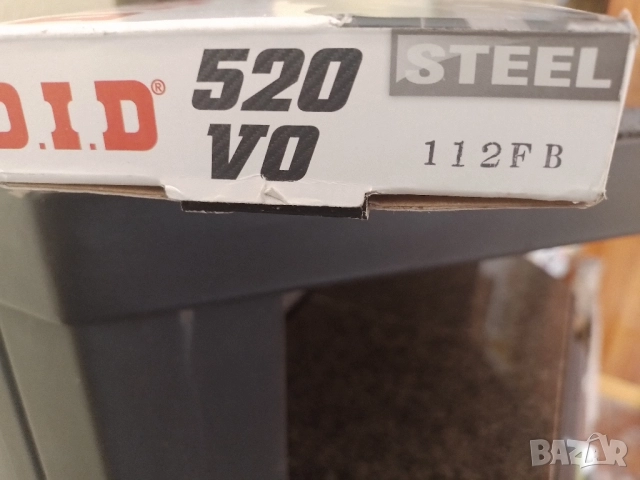 D.I.D® 520 STEEL
VO 112FB
BAZAR